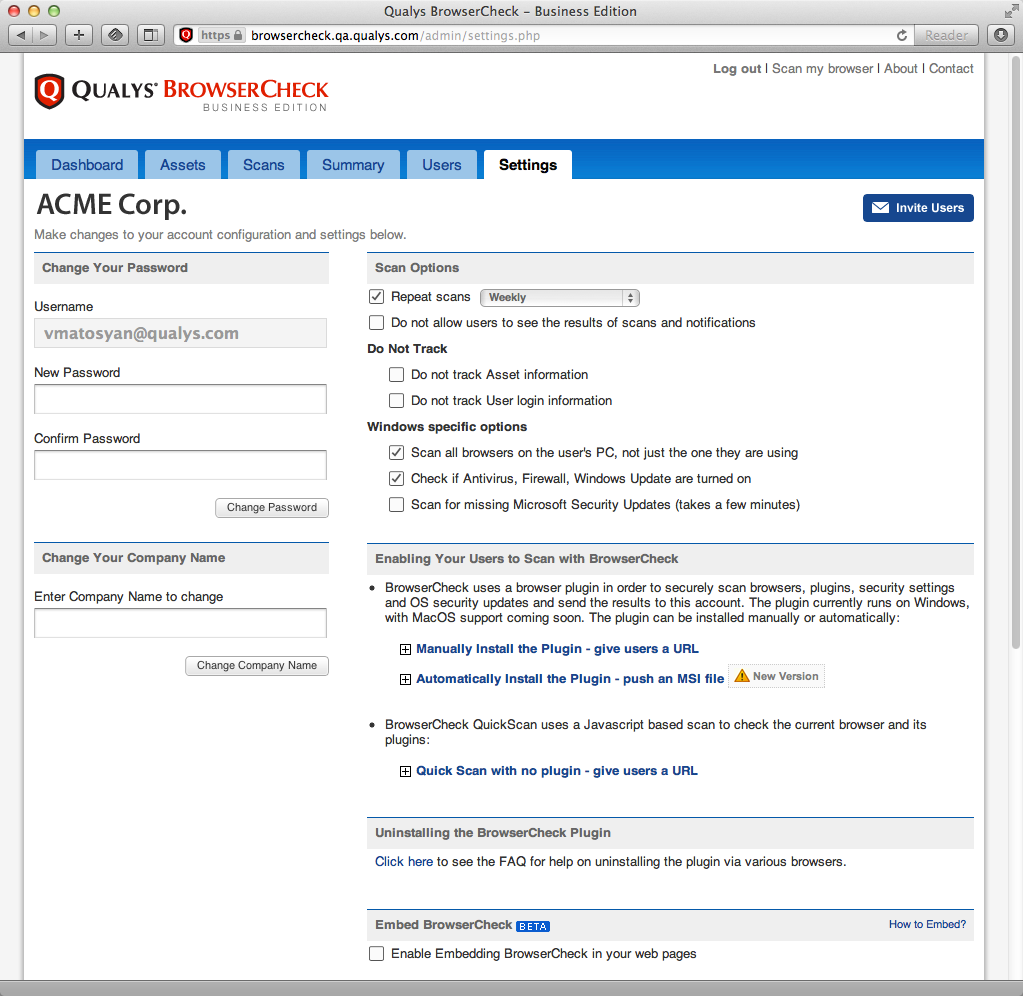 Qualys BrowserCheck – Business Edition
https browsercheck.qa.qualys.com/admin/settings.php Reader
Log out | Scan my browser | About | Contact
QUALYS® BROWSERCHECK
BUSINESS EDITION
Dashboard Assets Scans Summary Users Settings
ACME Corp.
Invite Users
Make changes to your account configuration and settings below.
Change Your Password
Username
vmatosyan@qualys.com
New Password
Confirm Password
Change Password
Change Your Company Name
Enter Company Name to change
Change Company Name
Scan Options
Repeat scans Weekly
Do not allow users to see the results of scans and notifications
Do Not Track
Do not track Asset information
Do not track User login information
Windows specific options
Scan all browsers on the user's PC, not just the one they are using
Check if Antivirus, Firewall, Windows Update are turned on
Scan for missing Microsoft Security Updates (takes a few minutes)
Enabling Your Users to Scan with BrowserCheck
• BrowserCheck uses a browser plugin in order to securely scan browsers, plugins, security settings
and OS security updates and send the results to this account. The plugin currently runs on Windows,
with MacOS support coming soon. The plugin can be installed manually or automatically:
Manually Install the Plugin - give users a URL
Automatically Install the Plugin - push an MSI file New Version
• BrowserCheck QuickScan uses a Javascript based scan to check the current browser and its
plugins:
Quick Scan with no plugin - give users a URL
Uninstalling the BrowserCheck Plugin
Click here to see the FAQ for help on uninstalling the plugin via various browsers.
Embed BrowserCheck BETA How to Embed?
Enable Embedding BrowserCheck in your web pages